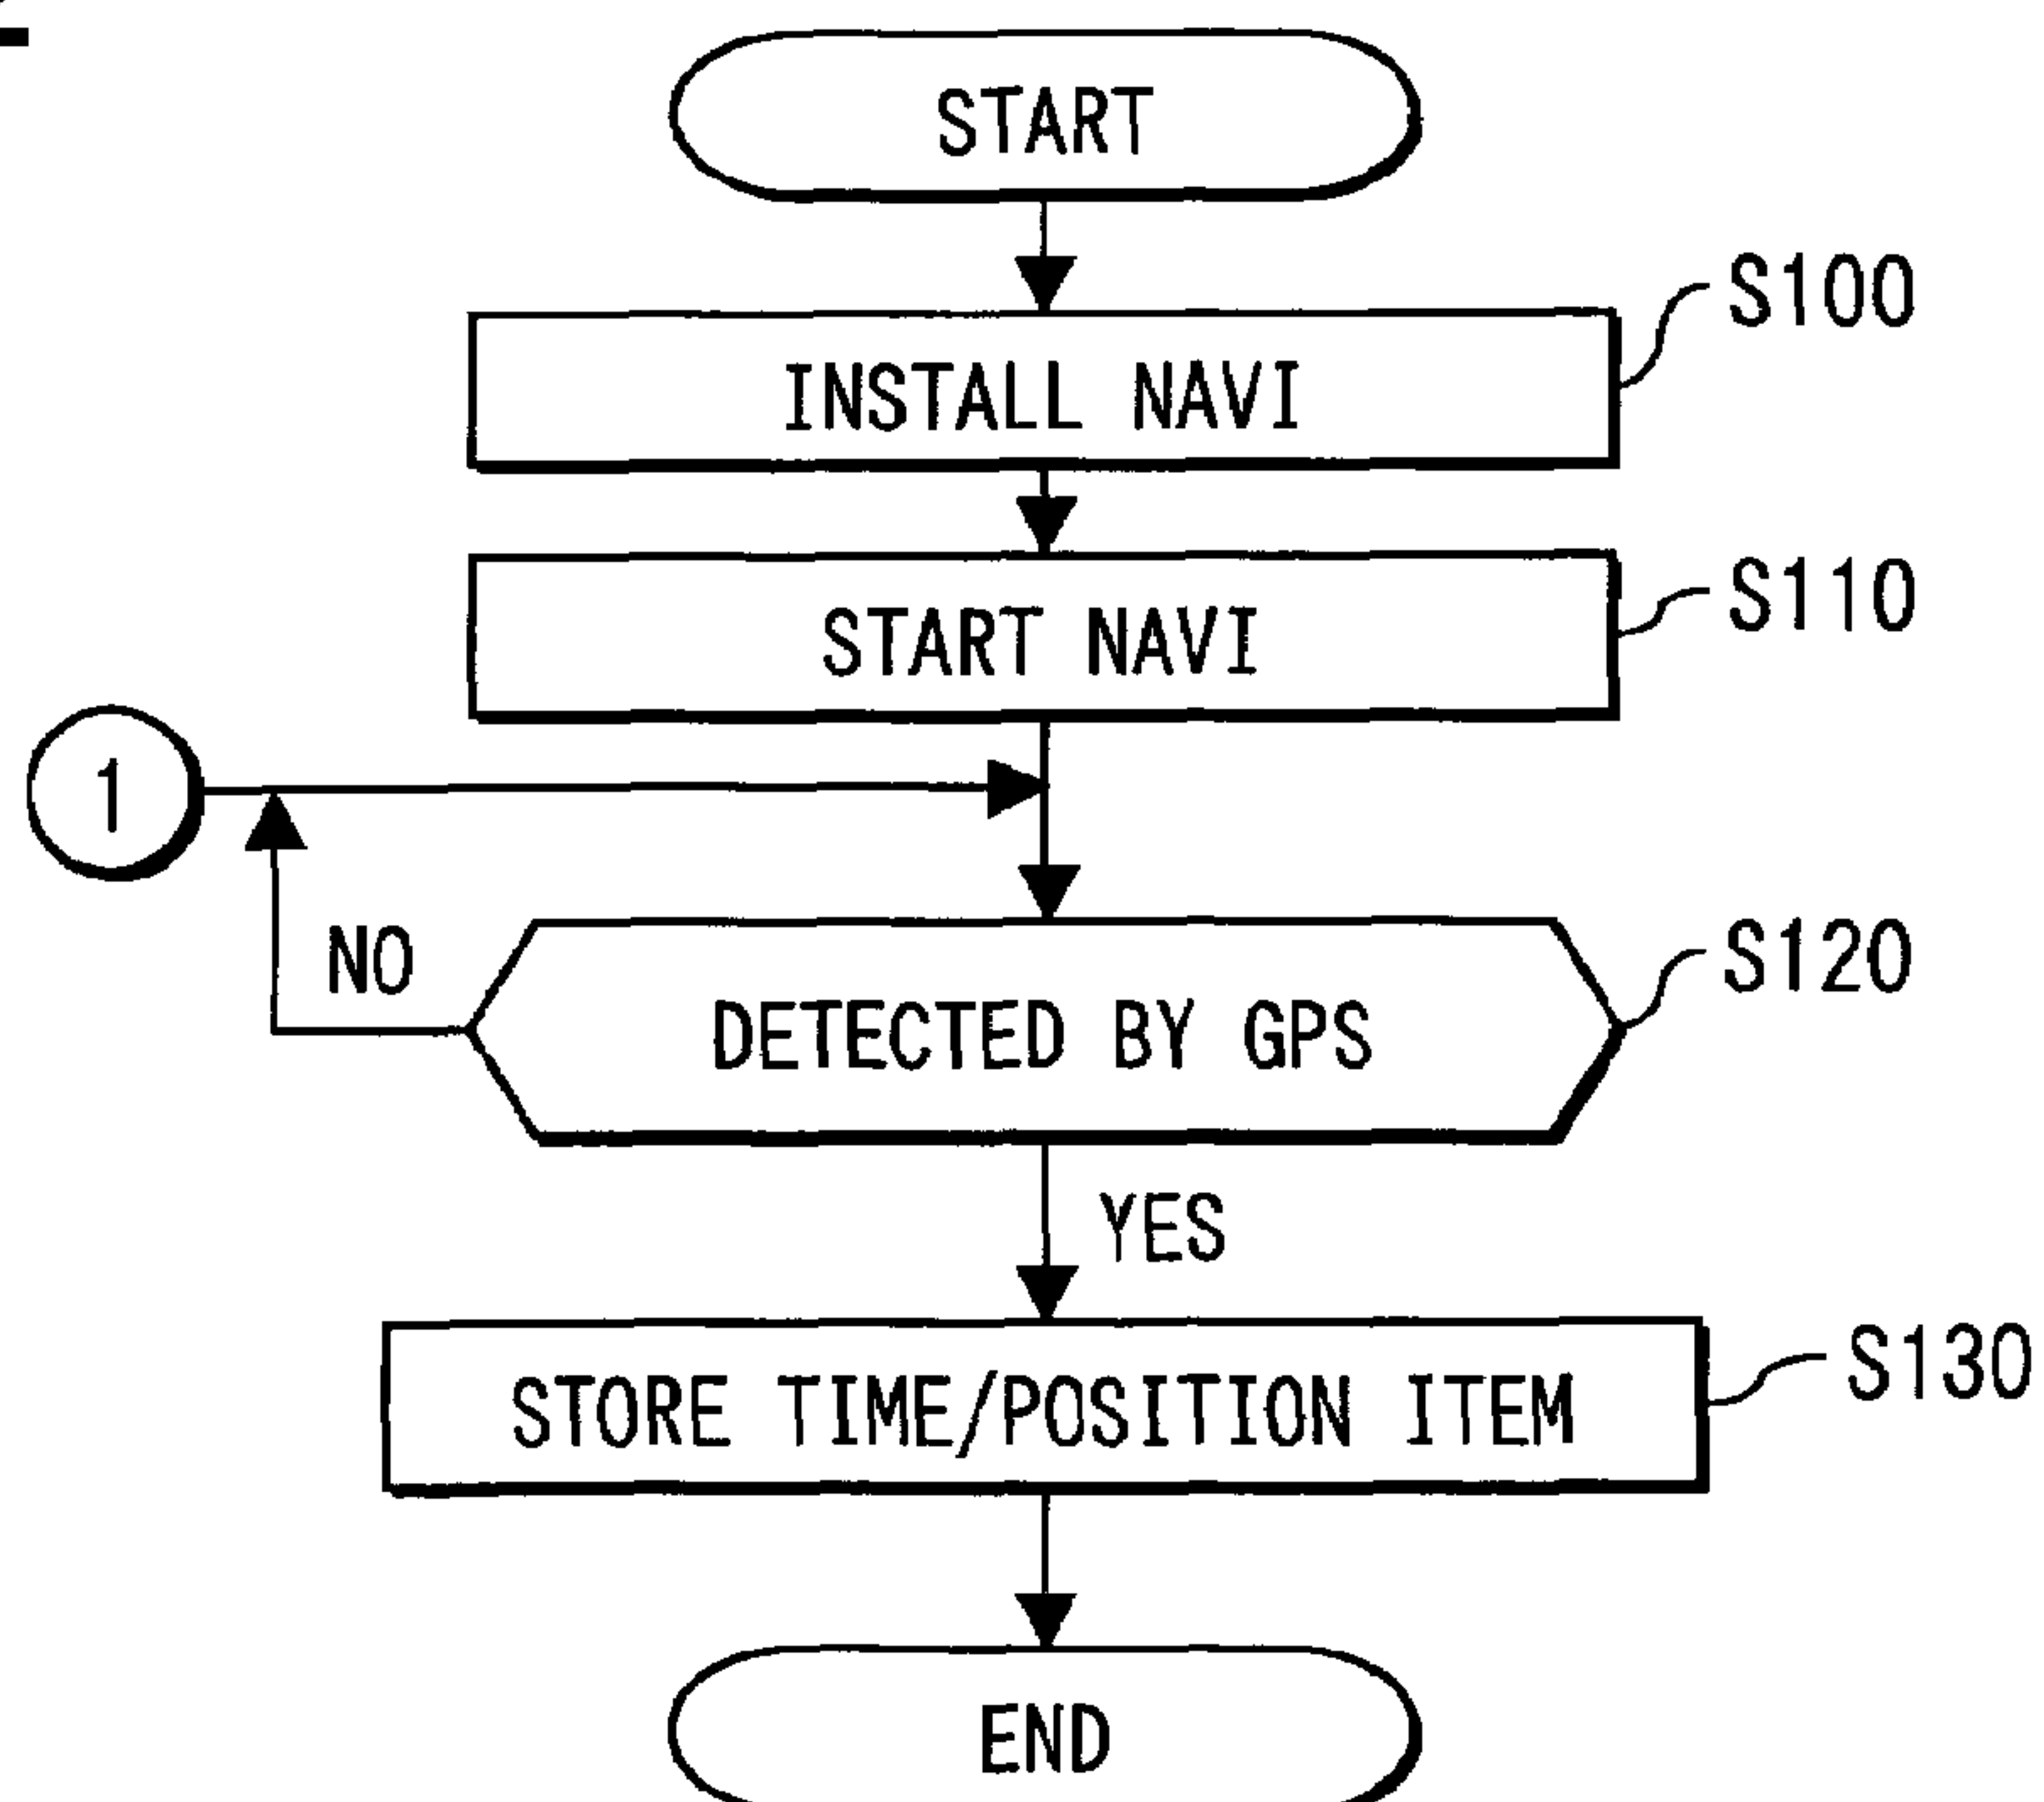 START
S100
INSTALL NAVI
S110
START NAVI
1
NO
S120
DETECTED BY GPS
YES
S130
STORE TIME/POSITION ITEM
END